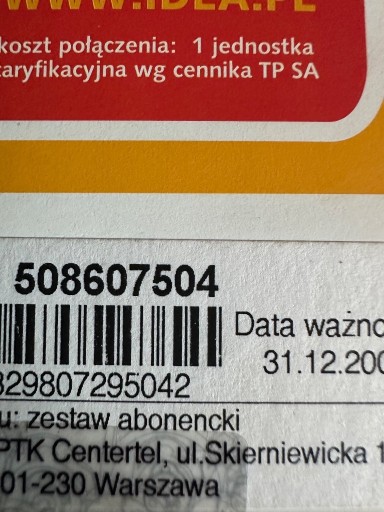 WWW.IDEA.PL
koszt połączenia: 1 jednostka
taryfikacyjna wg cennika TP SA
508607504
Data ważno
31.12.200
829807295042
u: zestaw abonencki
PTK Centertel, ul.Skierniewicka 1
01-230 Warszawa